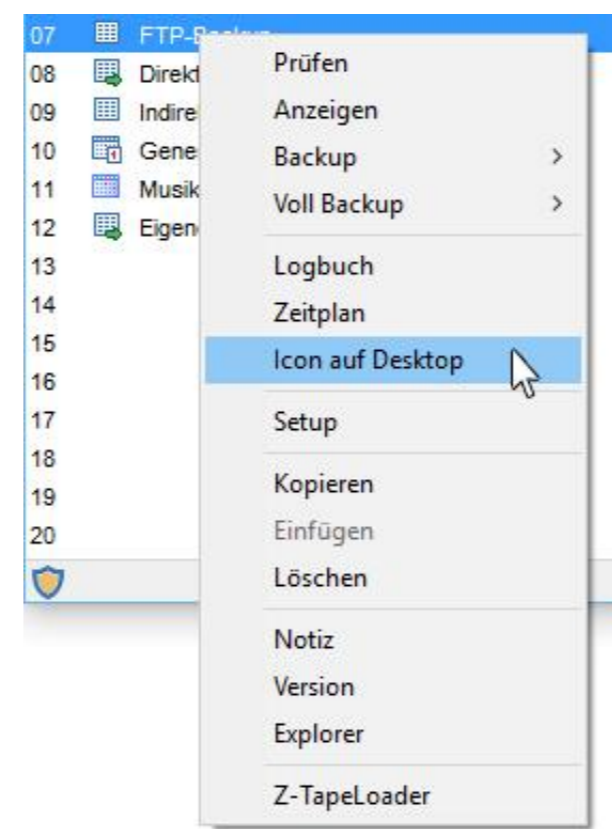 07 FTP-Backup
08 Direkt
09 Indire
10 Gene
11 Musik
12 Eigen
13
14
15
16
17
18
19
20
Prüfen
Anzeigen
Backup
Voll Backup
Logbuch
Zeitplan
Icon auf Desktop
Setup
Kopieren
Einfügen
Löschen
Notiz
Version
Explorer
Z-TapeLoader